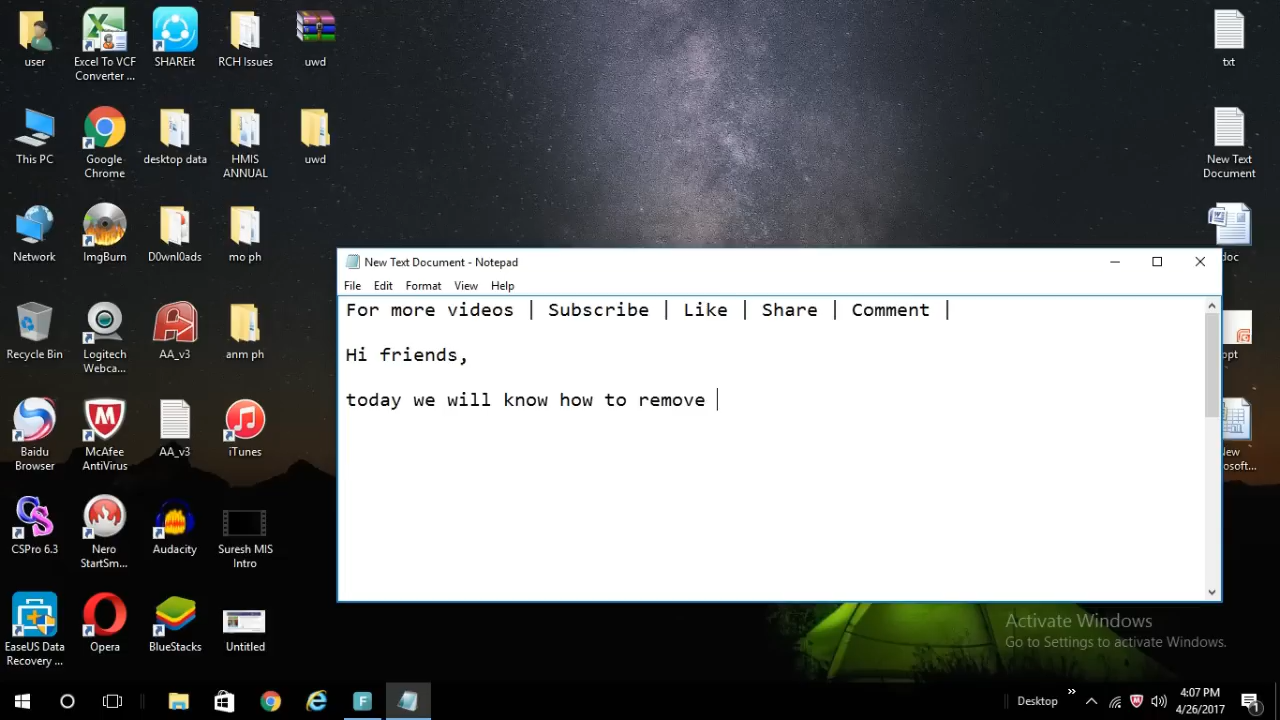 user
Excel To VCF
Converter ...
SHAREit
RCH Issues
uwd
txt
This PC
Google
Chrome
desktop data
HMIS
ANNUAL
uwd
New Text
Document
Network
ImgBurn
D0wnl0ads
mo ph
doc
New Text Document - Notepad
File Edit Format View Help
For more videos | Subscribe | Like | Share | Comment |
Hi friends,
today we will know how to remove
Recycle Bin
Logitech
Webca...
AA_v3
anm ph
ppt
Baidu
Browser
McAfee
AntiVirus
AA_v3
iTunes
New
osoft...
CSPro 6.3
Nero
StartSm...
Audacity
Suresh MIS
Intro
EaseUS Data
Recovery ...
Opera
BlueStacks
Untitled
Activate Windows
Go to Settings to activate Windows.
Desktop
4:07 PM
4/26/2017
1